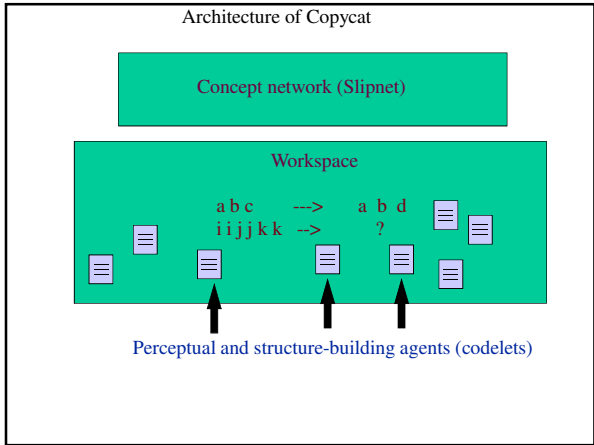 Architecture of Copycat
Concept network (Slipnet)
Workspace
a b c ---> a b d
i i j j k k --> ?
Perceptual and structure-building agents (codelets)